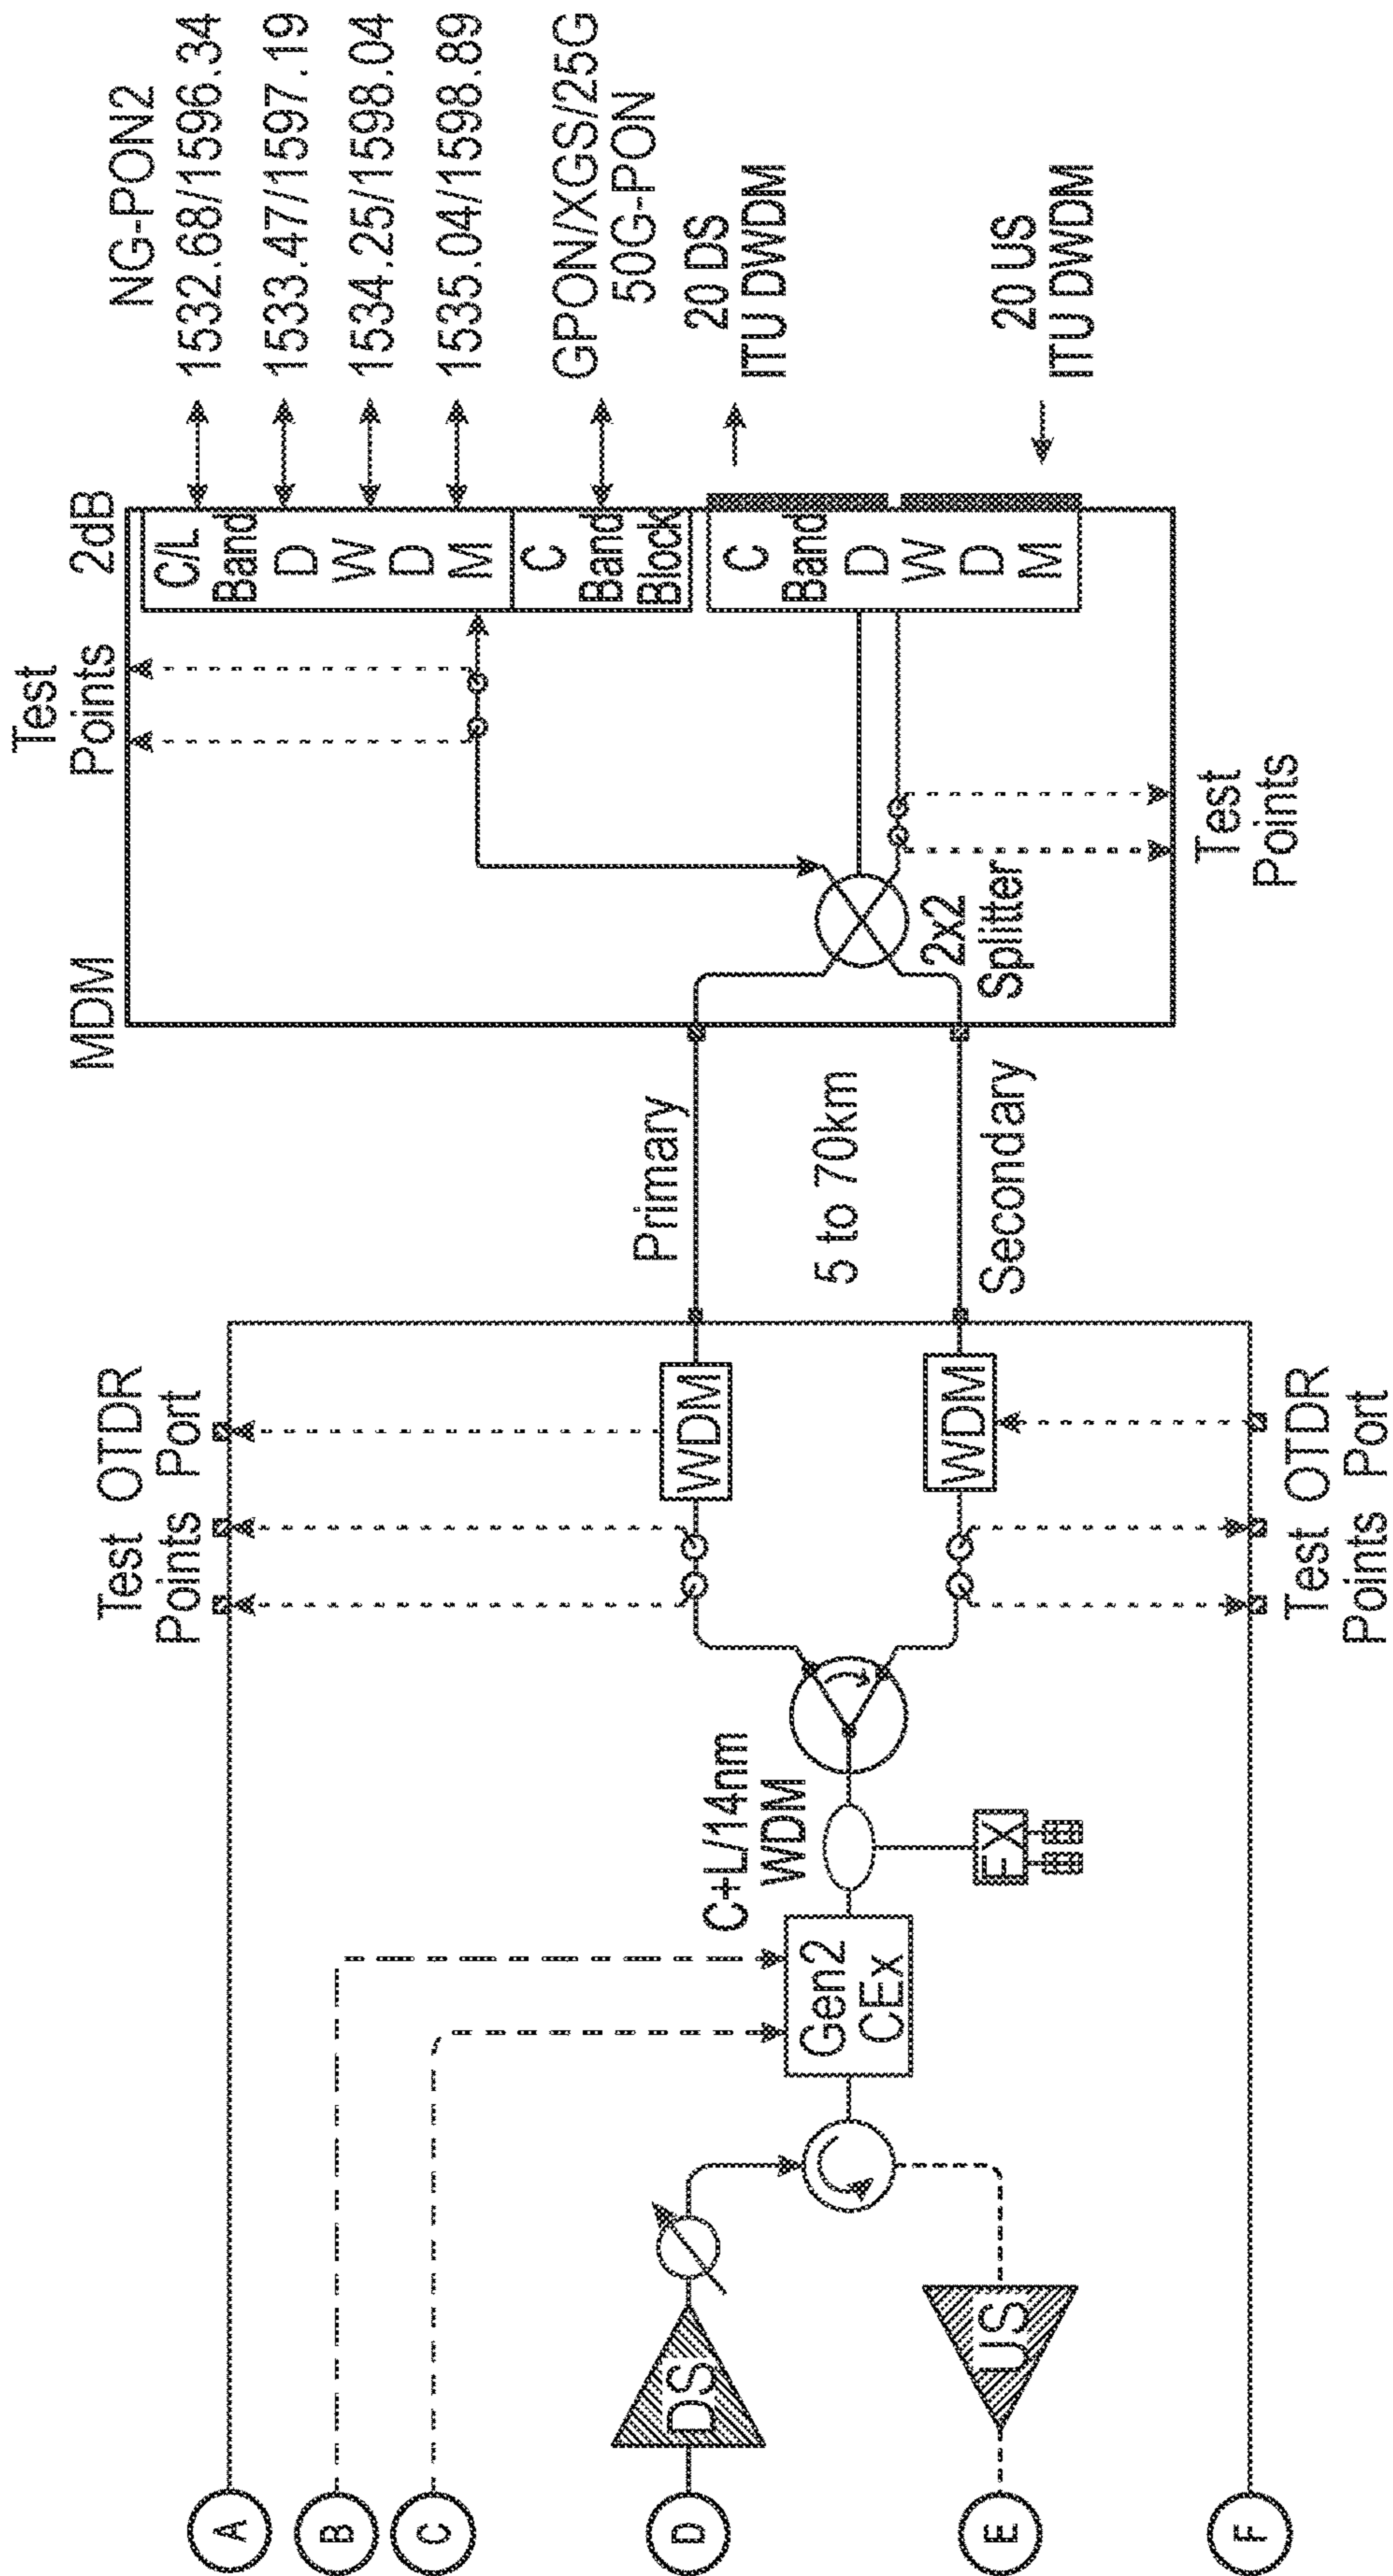 MDM
Test
Points
2dB
NG-PON2
1532.68/1596.34
1533.47/1597.19
1534.25/1598.04
1535.04/1598.89
GPON/XGS/25G
50G-PON
20 DS
ITU DWDM
20 US
ITU DWDM
C/L
Band
D
W
D
M
C
Band
Block
C
Band
D
W
D
M
2x2
Splitter
Test
Points
Primary
5 to 70km
Secondary
Test
Points
OTDR
Port
WDM
WDM
Test
Points
OTDR
Port
C+L/14nm
WDM
EX
Gen2
CEx
DS
US
A
B
C
D
E
F